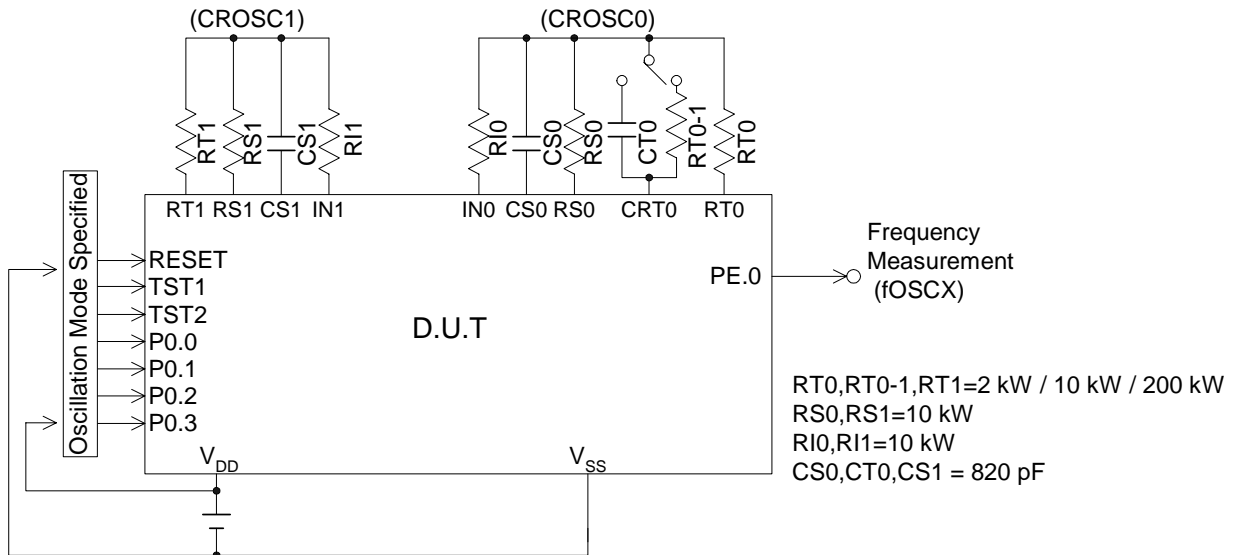 (CROSC1)
(CROSC0)
RT1
RS1
CS1
RI1
RI0
CS0
RS0
CT0
RT0-1
RT0
RT1 RS1 CS1 IN1
IN0 CS0 RS0 CRT0 RT0
Oscillation Mode Specified
RESET
TST1
TST2
P0.0
P0.1
P0.2
P0.3
D.U.T
PE.0
Frequency
Measurement
(fOSCX)
VDD
VSS
RT0,RT0-1,RT1=2 kW / 10 kW / 200 kW
RS0,RS1=10 kW
RI0,RI1=10 kW
CS0,CT0,CS1 = 820 pF